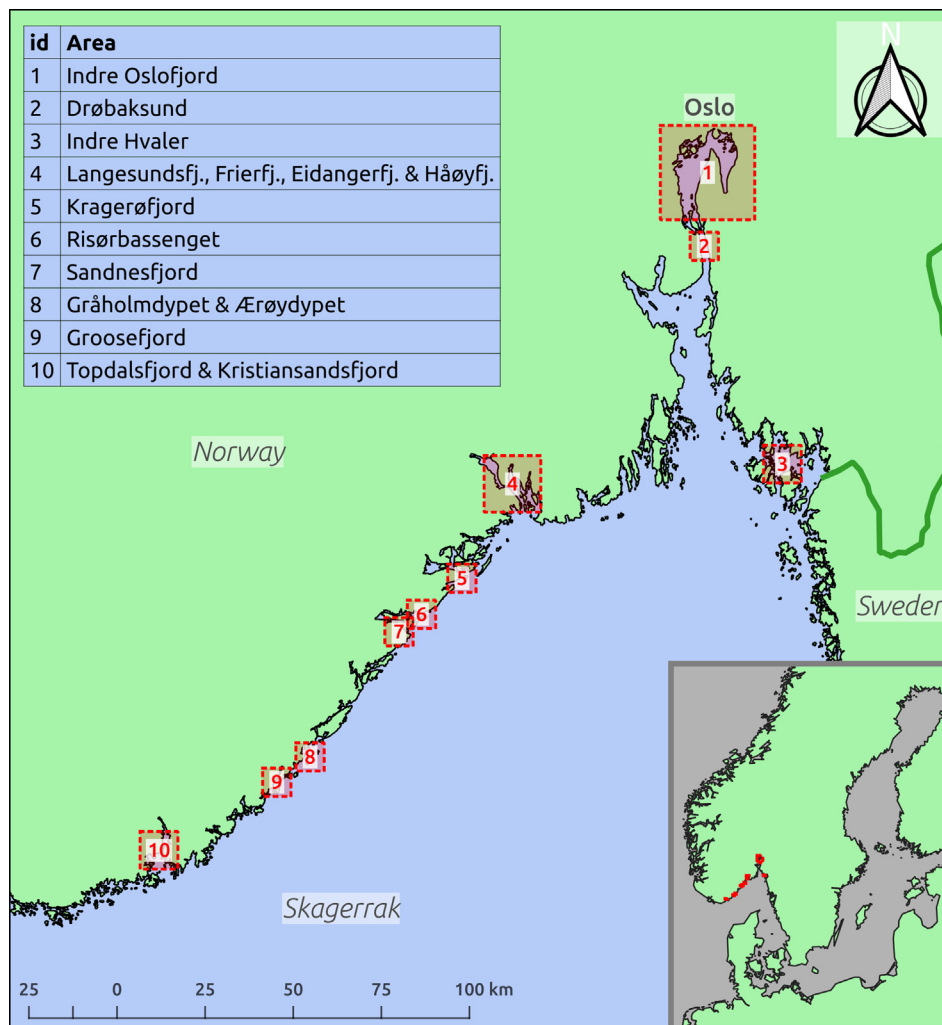 id Area
1 Indre Oslofjord
2 Drøbaksund
3 Indre Hvaler
4 Langesundsfj., Frierfj., Eidangerfj. & Håøyfj.
5 Kragerøfjord
6 Risørbassenget
7 Sandnesfjord
8 Gråholmdypet & Ærøydypet
9 Groosefjord
10 Topdalsfjord & Kristiansandsfjord
N
Oslo
1
2
Norway
3
4
5
Sweden
6
7
8
9
10
Skagerrak
25 0 25 50 75 100 km